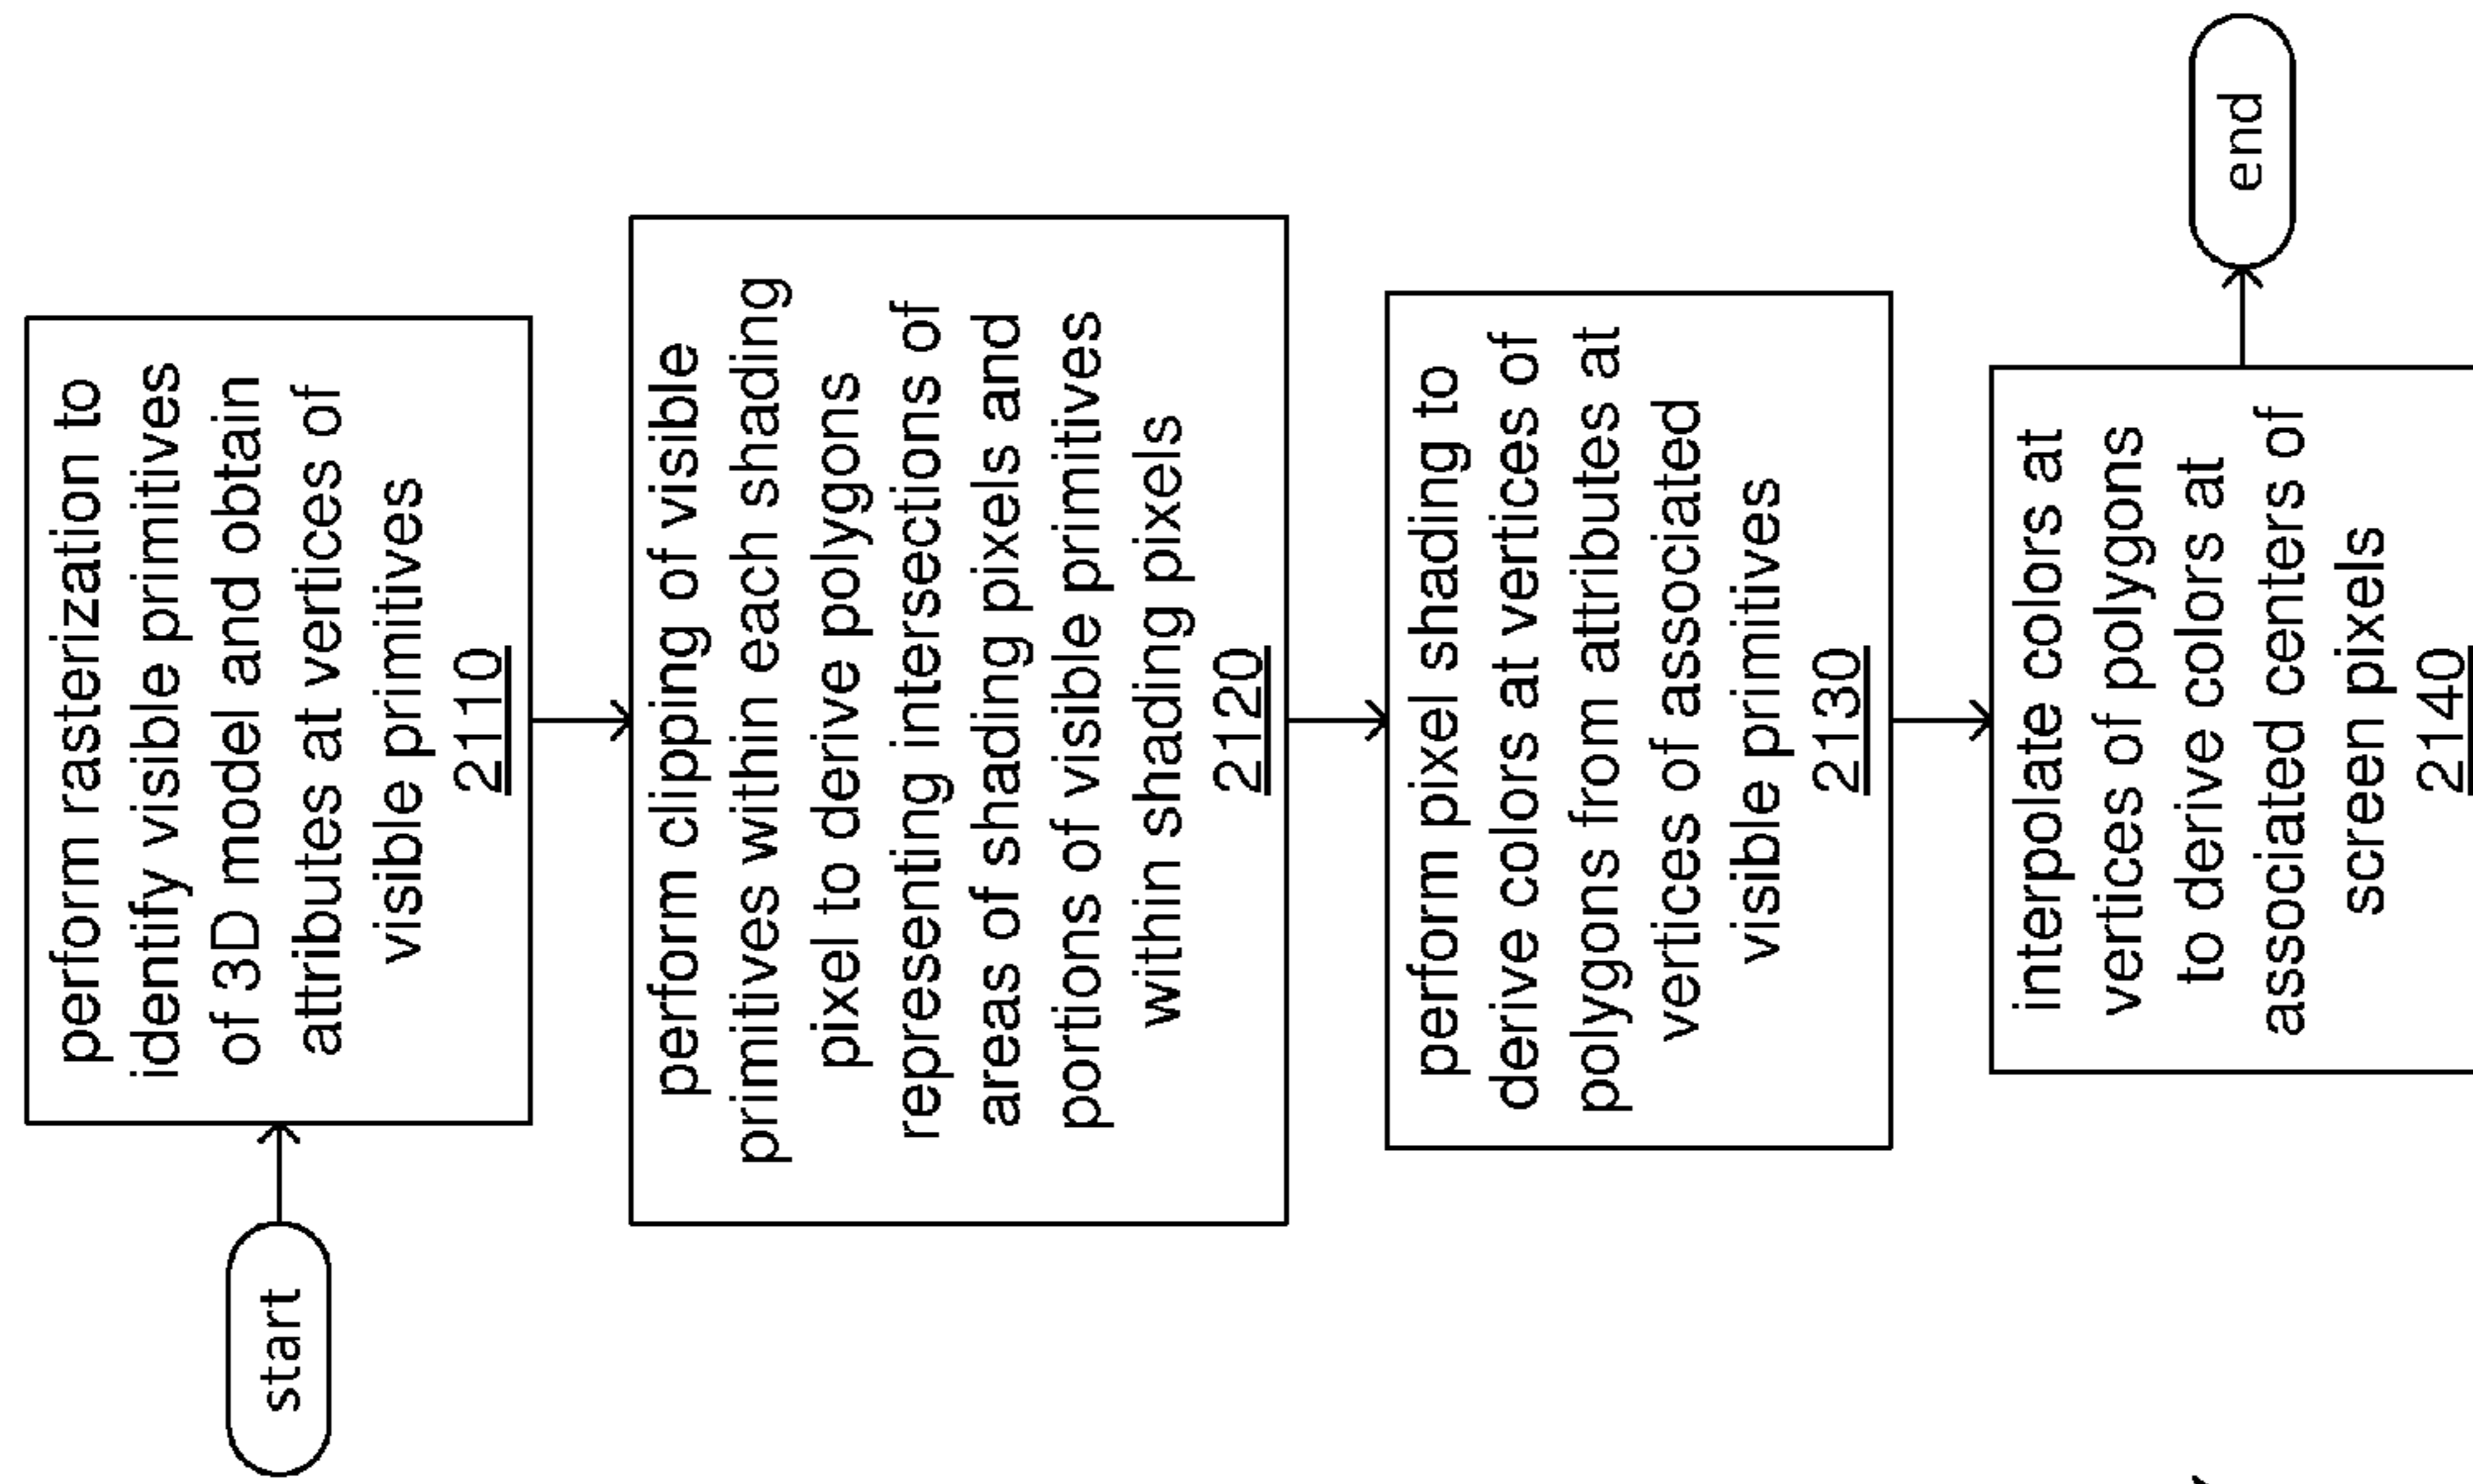 start
perform rasterization to
identify visible primitives
of 3D model and obtain
attributes at vertices of
visible primitives
2110
perform clipping of visible
primitives within each shading
pixel to derive polygons
representing intersections of
areas of shading pixels and
portions of visible primitives
within shading pixels
2120
perform pixel shading to
derive colors at vertices of
polygons from attributes at
vertices of associated
visible primitives
2130
interpolate colors at
vertices of polygons
to derive colors at
associated centers of
screen pixels
2140
end